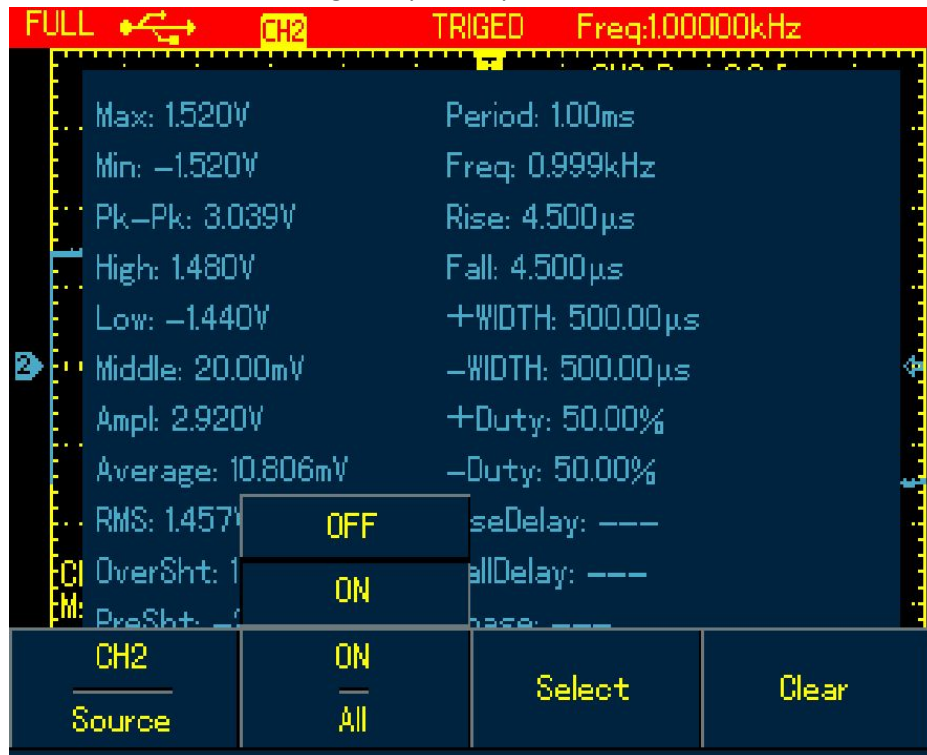 FULL CH2 TRIGED Freq:1.00000kHz
T
Max: 1.520V Period: 1.00ms
Min: –1.520V Freq: 0.999kHz
Pk–Pk: 3.039V Rise: 4.500μs
High: 1.480V Fall: 4.500μs
Low: –1.440V +WIDTH: 500.00μs
2 Middle: 20.00mV –WIDTH: 500.00μs
Ampl: 2.920V +Duty: 50.00%
Average: 10.806mV –Duty: 50.00%
RMS: 1.457V seDelay: –––
OFF
OverSht: 1 allDelay: –––
ON
PreSht: –
CH2 ON Select Clear
Source All